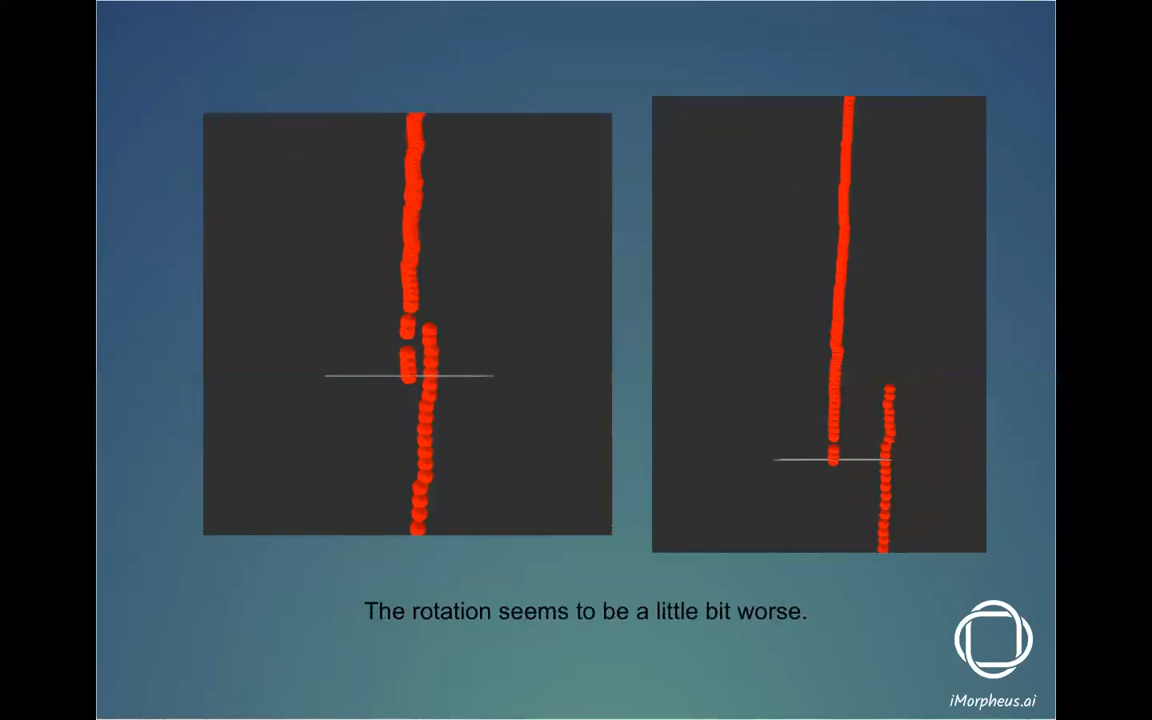 The rotation seems to be a little bit worse.
iMorpheus.ai